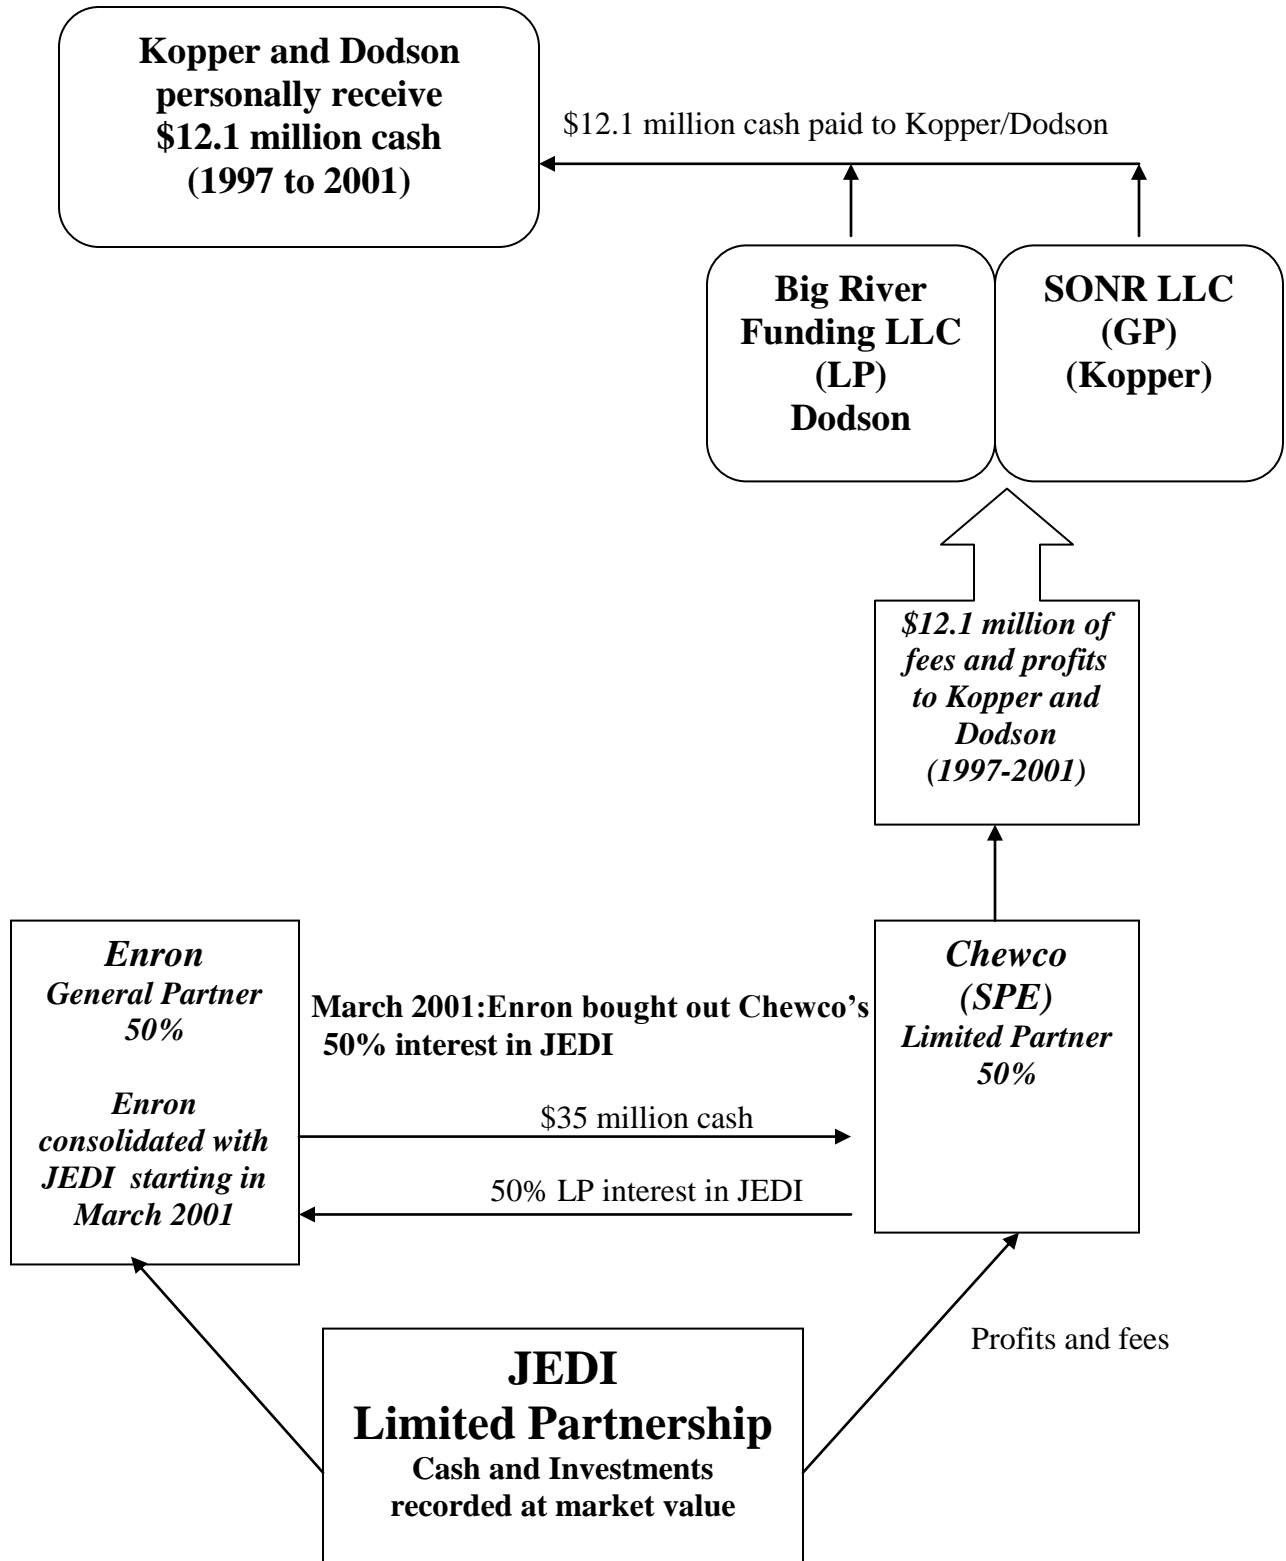 Kopper and Dodson
personally receive
$12.1 million cash
(1997 to 2001)
$12.1 million cash paid to Kopper/Dodson
Big River
Funding LLC
(LP)
Dodson
SONR LLC
(GP)
(Kopper)
$12.1 million of
fees and profits
to Kopper and
Dodson
(1997-2001)
Enron
General Partner
50%
Enron
consolidated with
JEDI  starting in
March 2001
March 2001:Enron bought out Chewco's
50% interest in JEDI
$35 million cash
50% LP interest in JEDI
Chewco
(SPE)
Limited Partner
50%
Profits and fees
JEDI
Limited Partnership
Cash and Investments
recorded at market value